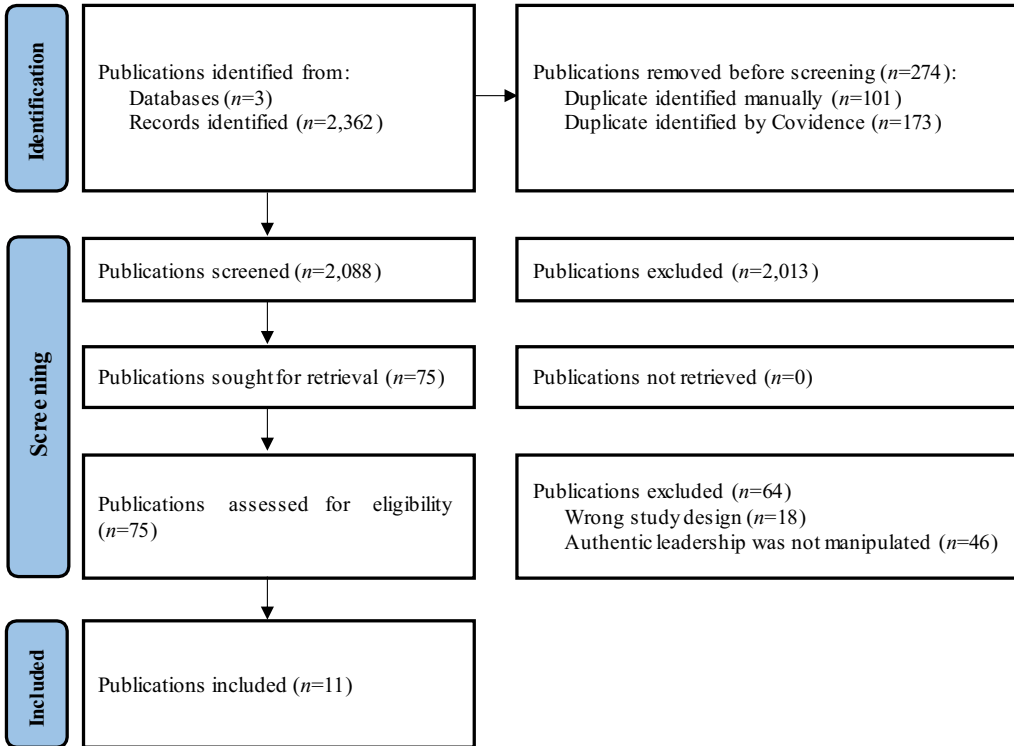 Identification
Publications identified from:
Databases (n=3)
Records identified (n=2,362)
Publications removed before screening (n=274):
Duplicate identified manually (n=101)
Duplicate identified by Covidence (n=173)
Screening
Publications screened (n=2,088)
Publications excluded (n=2,013)
Publications sought for retrieval (n=75)
Publications not retrieved (n=0)
Publications assessed for eligibility
(n=75)
Publications excluded (n=64)
Wrong study design (n=18)
Authentic leadership was not manipulated (n=46)
Included
Publications included (n=11)